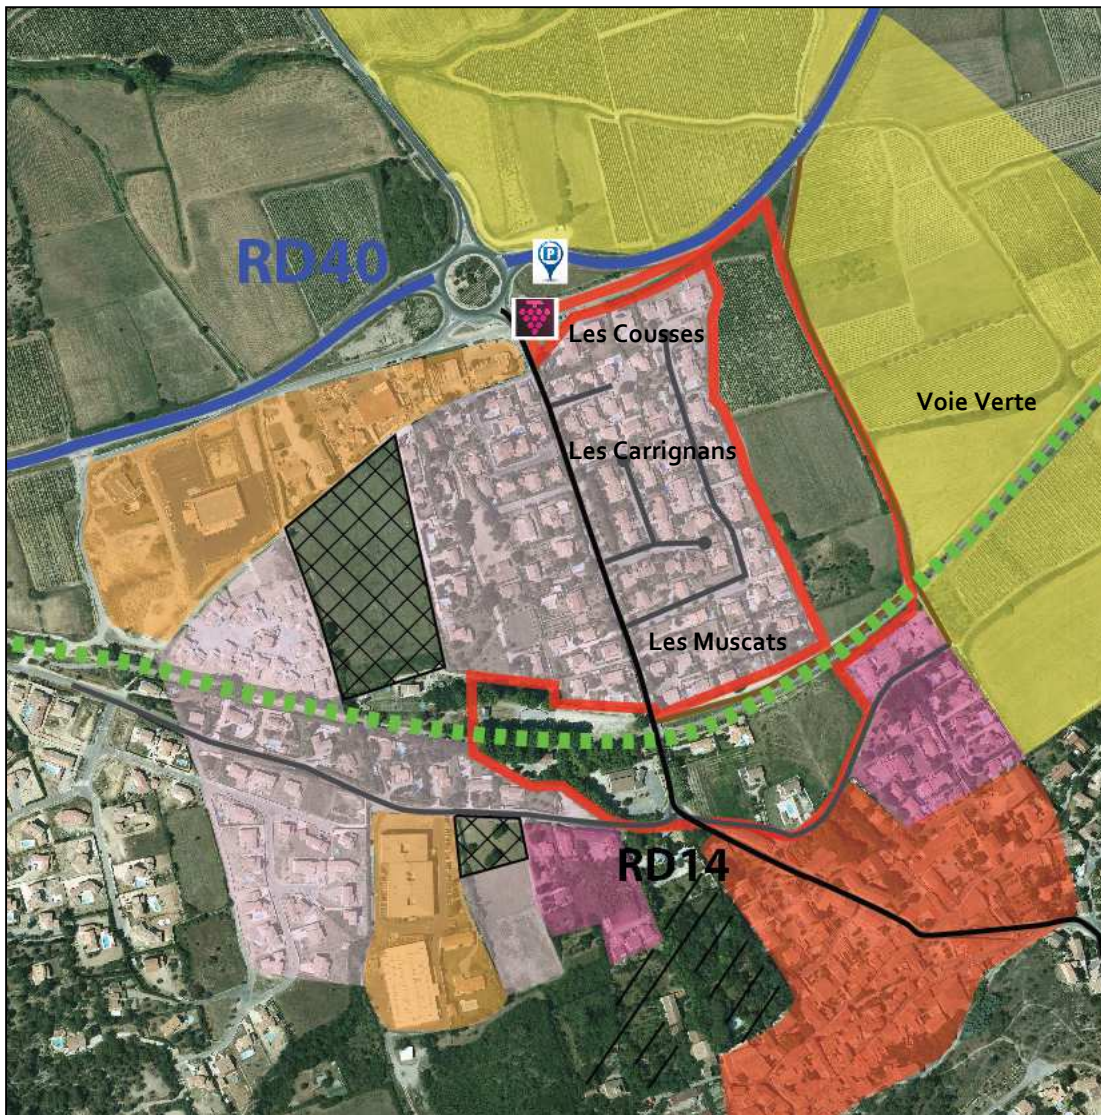 RD40
P
Les Cousses
Voie Verte
Les Carrignans
Les Muscats
RD14